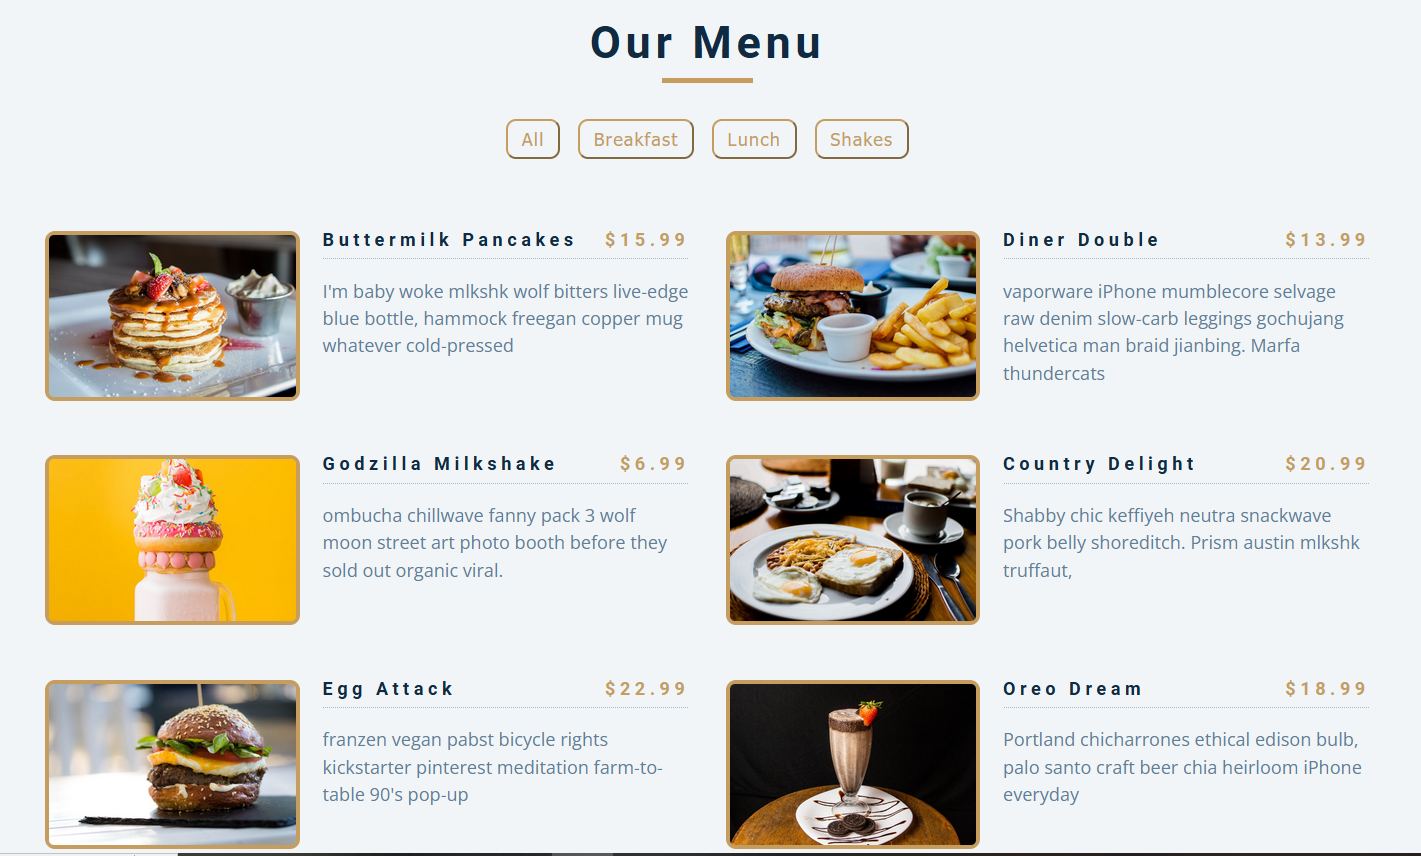 Our Menu
All
Breakfast
Lunch
Shakes
Buttermilk Pancakes $15.99
I'm baby woke mlkshk wolf bitters live-edge
blue bottle, hammock freegan copper mug
whatever cold-pressed
Diner Double $13.99
vaporware iPhone mumblecore selvage
raw denim slow-carb leggings gochujang
helvetica man braid jianbing. Marfa
thundercats
Godzilla Milkshake $6.99
ombucha chillwave fanny pack 3 wolf
moon street art photo booth before they
sold out organic viral.
Country Delight $20.99
Shabby chic keffiyeh neutra snackwave
pork belly shoreditch. Prism austin mlkshk
truffaut,
Egg Attack $22.99
franzen vegan pabst bicycle rights
kickstarter pinterest meditation farm-to-
table 90's pop-up
Oreo Dream $18.99
Portland chicharrones ethical edison bulb,
palo santo craft beer chia heirloom iPhone
everyday